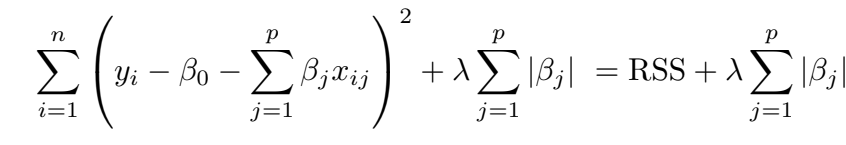 $$\sum_{i=1}^{n} \left( y_i - \beta_0 - \sum_{j=1}^{p} \beta_j x_{ij} \right)^2 + \lambda \sum_{j=1}^{p} |\beta_j| = \text{RSS} + \lambda \sum_{j=1}^{p} |\beta_j|$$